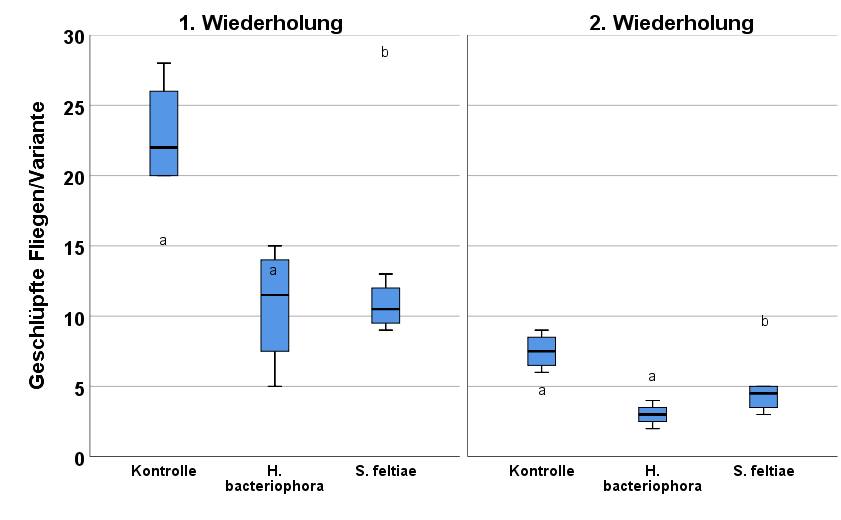 1. Wiederholung
2. Wiederholung
Geschlüpfte Fliegen/Variante
30
25
20
15
10
5
0
b
a
a
a
a
b
Kontrolle
H.
bacteriophora
S. feltiae
Kontrolle
H.
bacteriophora
S. feltiae